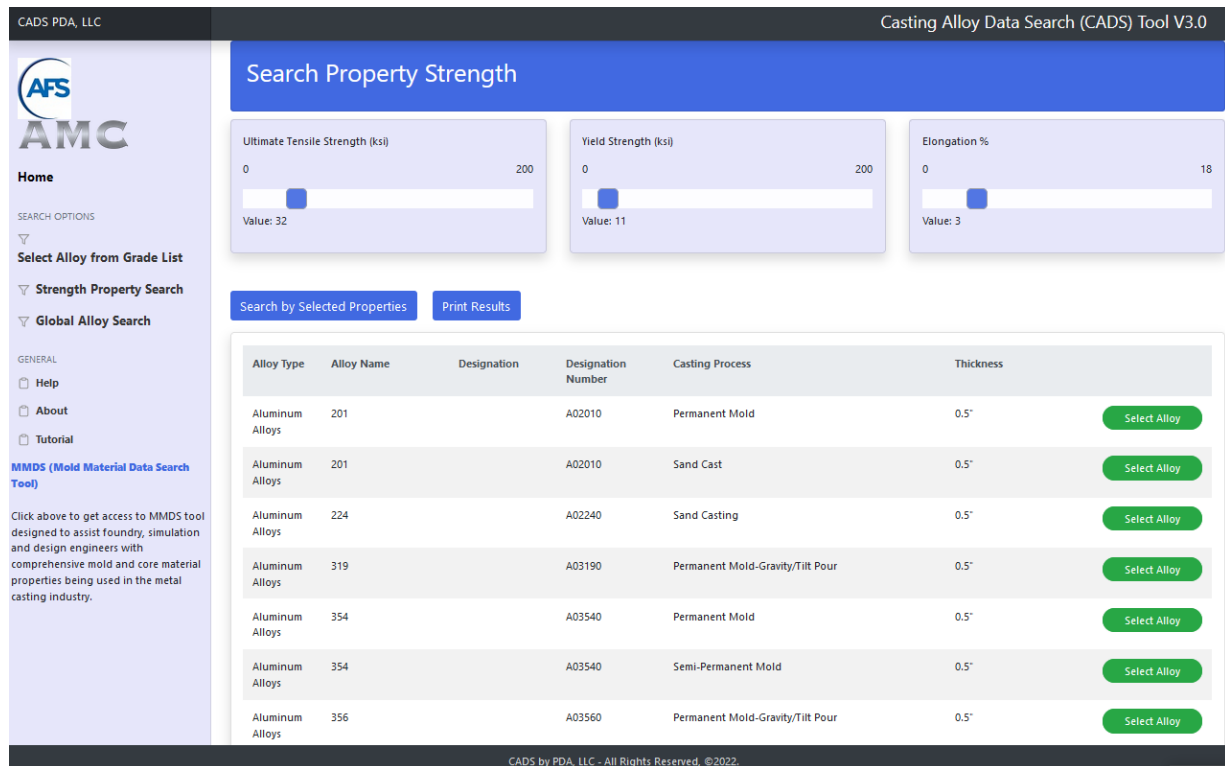 CADS PDA, LLC
Casting Alloy Data Search (CADS) Tool V3.0
AFS
AMC
Home
SEARCH OPTIONS
Select Alloy from Grade List
Strength Property Search
Global Alloy Search
GENERAL
Help
About
Tutorial
MMDS (Mold Material Data Search
Tool)
Click above to get access to MMDS tool
designed to assist foundry, simulation
and design engineers with
comprehensive mold and core material
properties being used in the metal
casting industry.
Search Property Strength
Ultimate Tensile Strength (ksi)
0 200
Value: 32
Yield Strength (ksi)
0 200
Value: 11
Elongation %
0 18
Value: 3
Search by Selected Properties Print Results
Alloy Type Alloy Name Designation Designation Casting Process Thickness
Number
Aluminum 201 A02010 Permanent Mold 0.5" Select Alloy
Alloys
Aluminum 201 A02010 Sand Cast 0.5" Select Alloy
Alloys
Aluminum 224 A02240 Sand Casting 0.5" Select Alloy
Alloys
Aluminum 319 A03190 Permanent Mold-Gravity/Tilt Pour 0.5" Select Alloy
Alloys
Aluminum 354 A03540 Permanent Mold 0.5" Select Alloy
Alloys
Aluminum 354 A03540 Semi-Permanent Mold 0.5" Select Alloy
Alloys
Aluminum 356 A03560 Permanent Mold-Gravity/Tilt Pour 0.5" Select Alloy
Alloys
CADS by PDA, LLC - All Rights Reserved, ©2022.